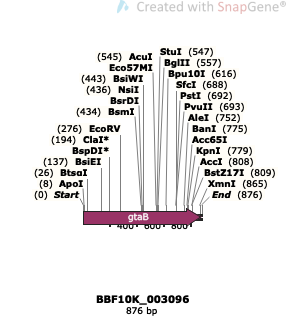 Created with SnapGene®
(545) AcuI StuI (547)
Eco57MI BglII (557)
(443) BsiWI Bpu10I (616)
(436) NsiI SfcI (688)
BsrDI PstI (692)
(434) BsmI PvuII (693)
AleI (752)
(276) EcoRV BanI (775)
(194) ClaI* Acc65I
BspDI* KpnI (779)
(137) BsiEI AccI (808)
(26) BtsαI BstZ17I (809)
(8) ApoI XmnI (865)
(0) Start End (876)
gtaB
400 600 800
BBF10K_003096
876 bp